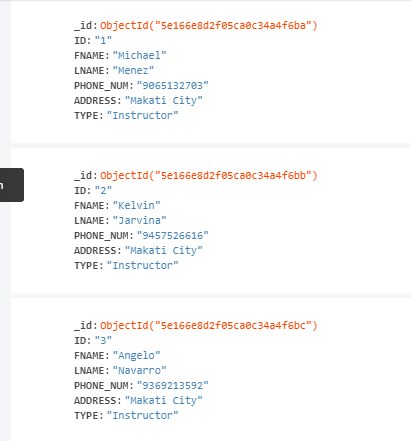 _id: ObjectId("5e166e8d2f05ca0c34a4f6ba")
ID: "1"
FNAME: "Michael"
LNAME: "Menez"
PHONE_NUM: "9065132703"
ADDRESS: "Makati City"
TYPE: "Instructor"
_id: ObjectId("5e166e8d2f05ca0c34a4f6bb")
n
ID: "2"
FNAME: "Kelvin"
LNAME: "Jarvina"
PHONE_NUM: "9457526616"
ADDRESS: "Makati City"
TYPE: "Instructor"
_id: ObjectId("5e166e8d2f05ca0c34a4f6bc")
ID: "3"
FNAME: "Angelo"
LNAME: "Navarro"
PHONE_NUM: "9369213592"
ADDRESS: "Makati City"
TYPE: "Instructor"